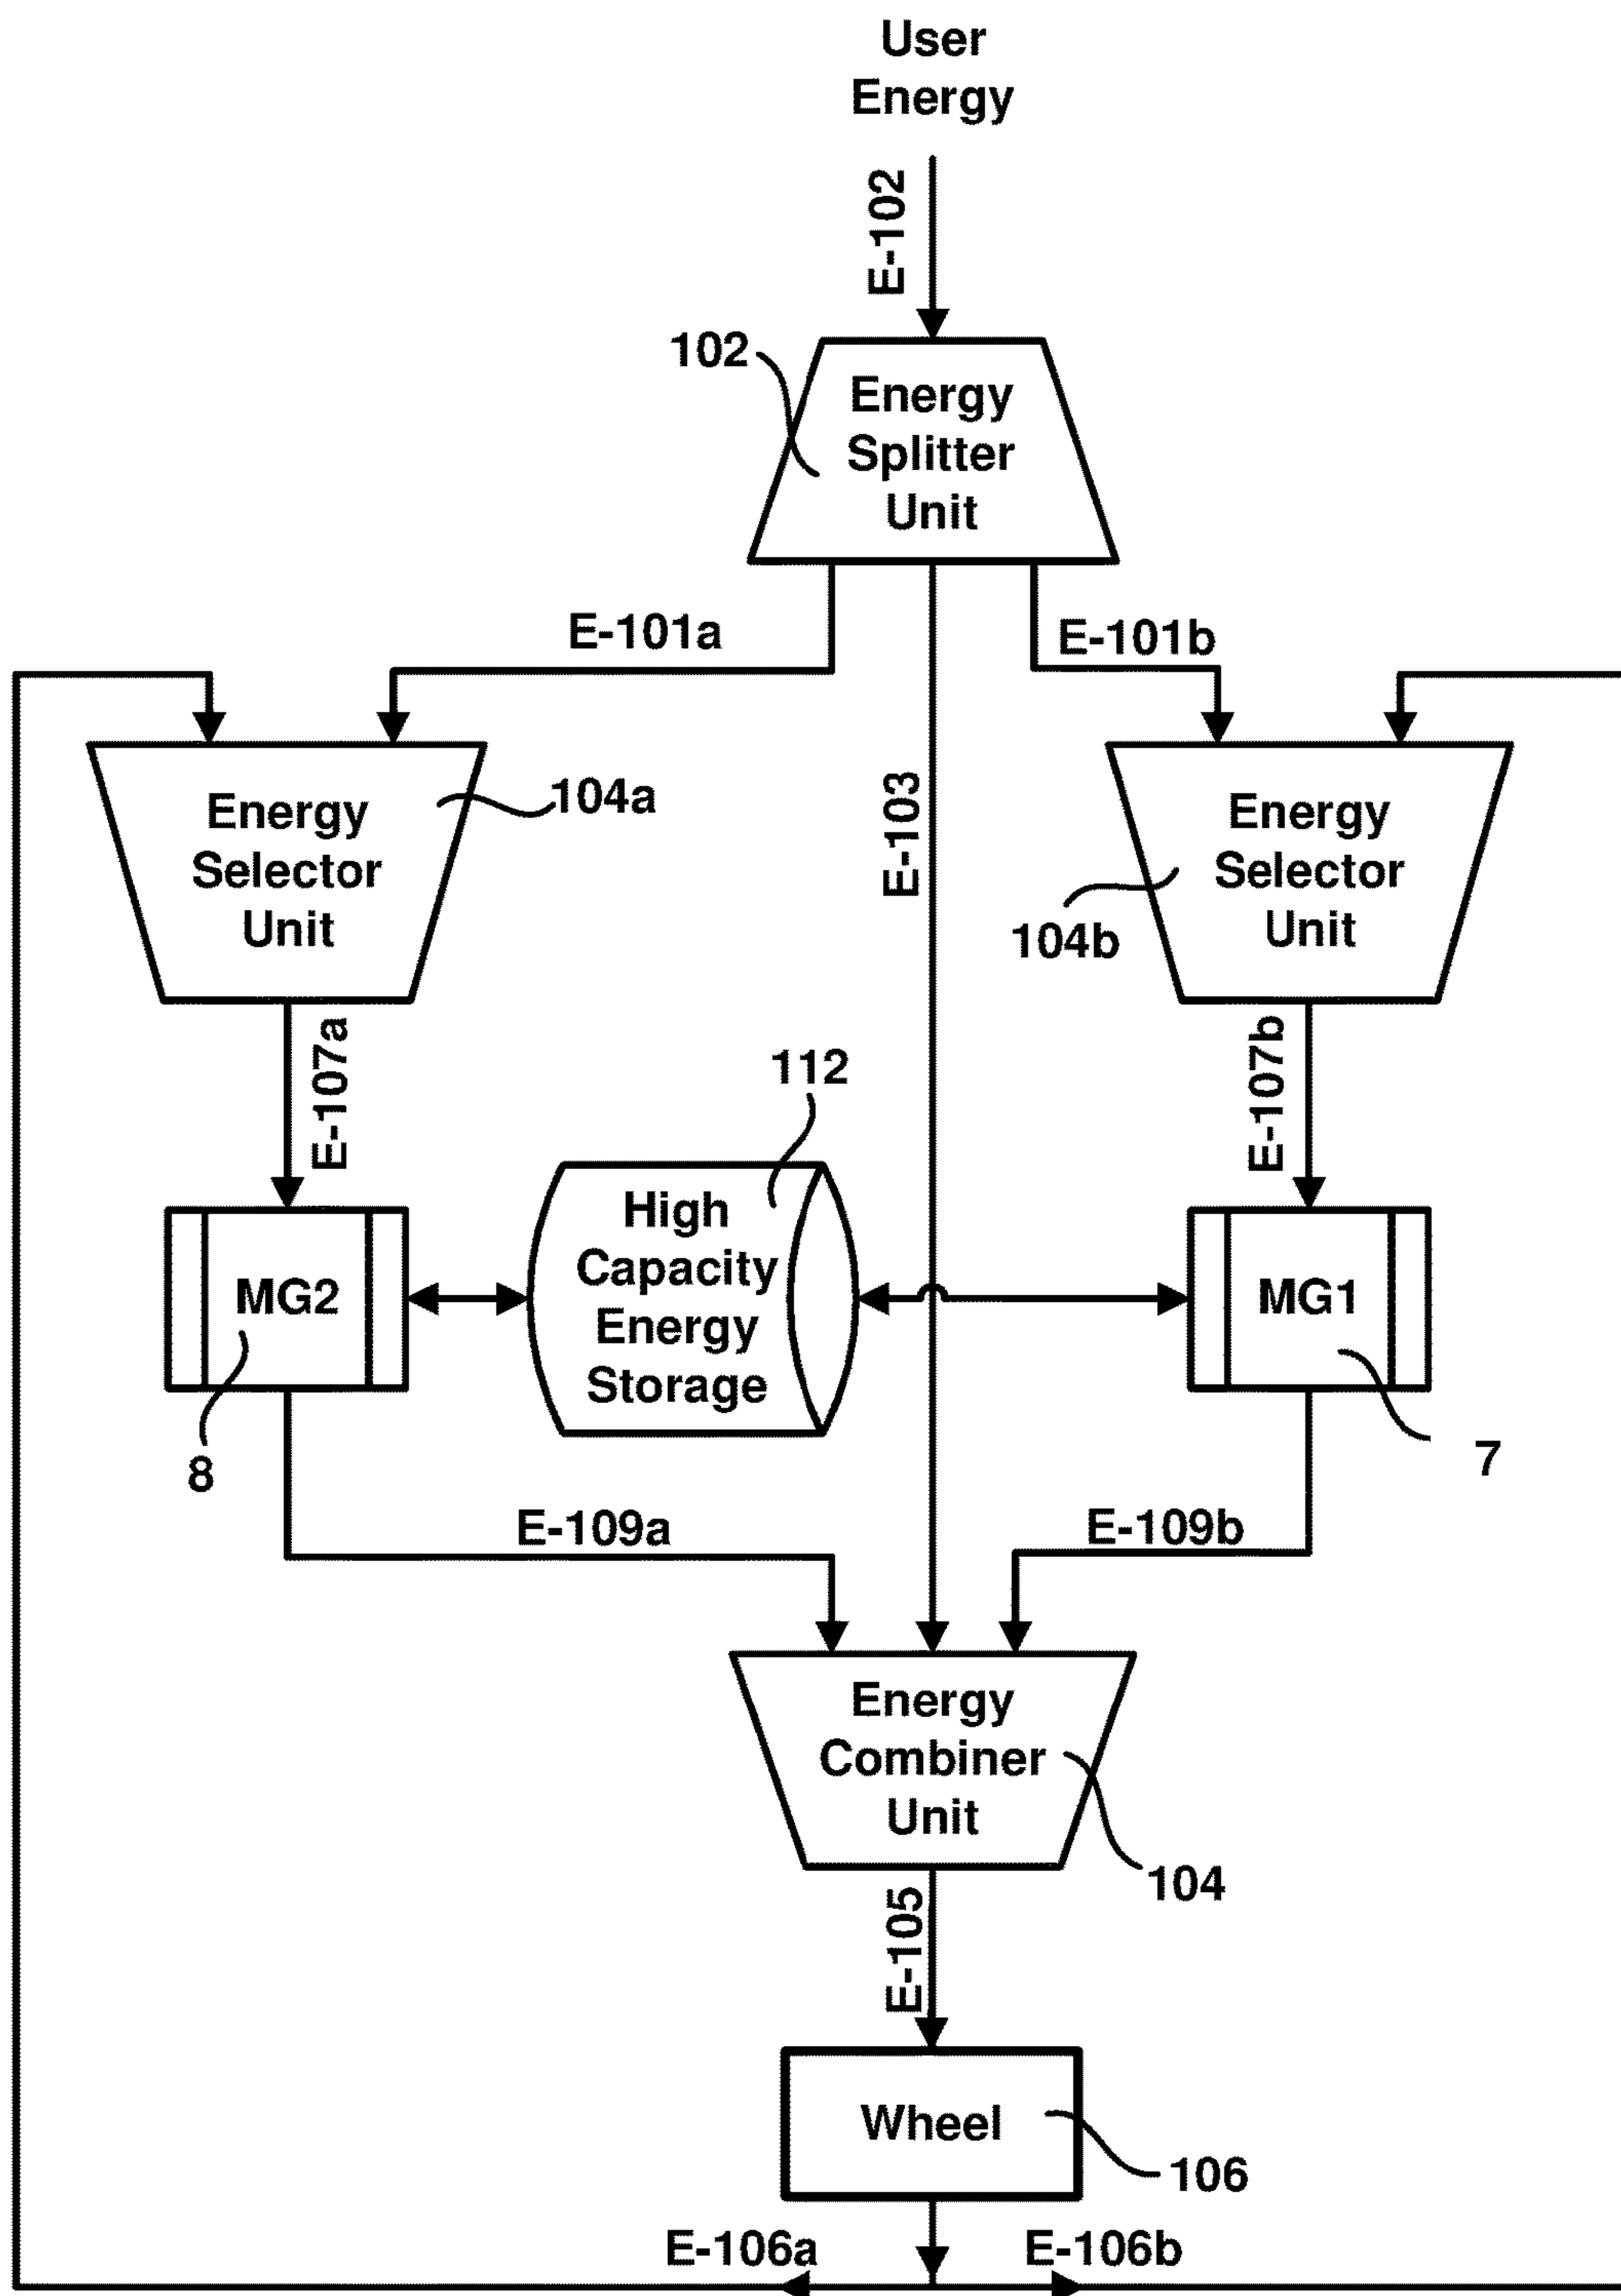 User
Energy
E-102
102
Energy
Splitter
Unit
E-101a
E-101b
Energy
Selector
Unit
104a
E-103
Energy
Selector
Unit
104b
E-107a
112
E-107b
High
Capacity
Energy
Storage
MG2
MG1
8
7
E-109a
E-109b
Energy
Combiner
Unit
104
E-105
Wheel
106
E-106a
E-106b